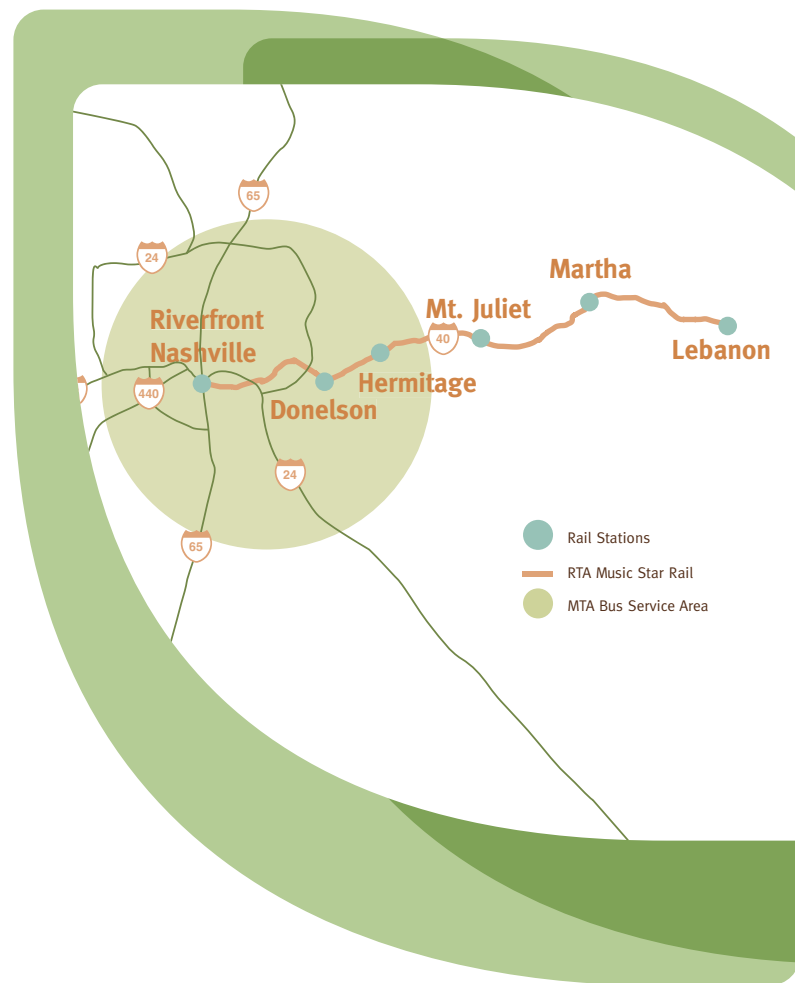 65
24
Martha
Mt. Juliet
Riverfront
Nashville
40
Lebanon
Hermitage
440
Donelson
24
65
Rail Stations
RTA Music Star Rail
MTA Bus Service Area